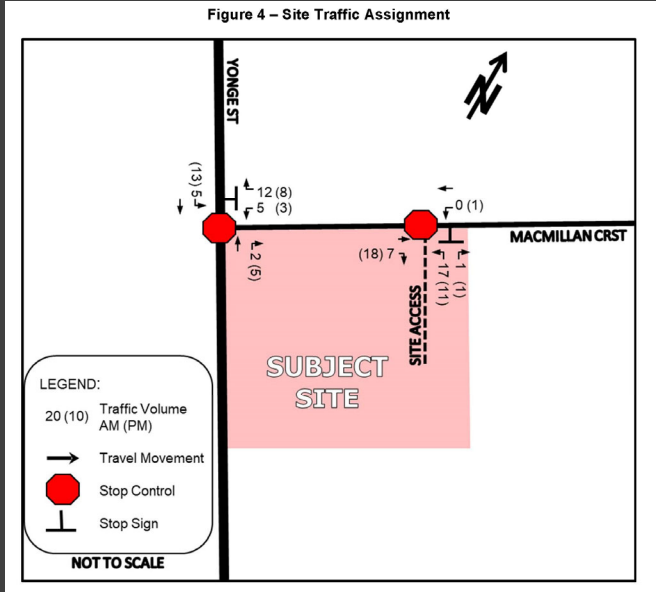 Figure 4 – Site Traffic Assignment
YONGE ST
(13) 5
12 (8)
5 (3)
2 (5)
0 (1)
MACMILLAN CRST
(18) 7
17 (11)
1 (1)
SITE ACCESS
SUBJECT
SITE
LEGEND:
20 (10) Traffic Volume
AM (PM)
Travel Movement
Stop Control
Stop Sign
NOT TO SCALE
N